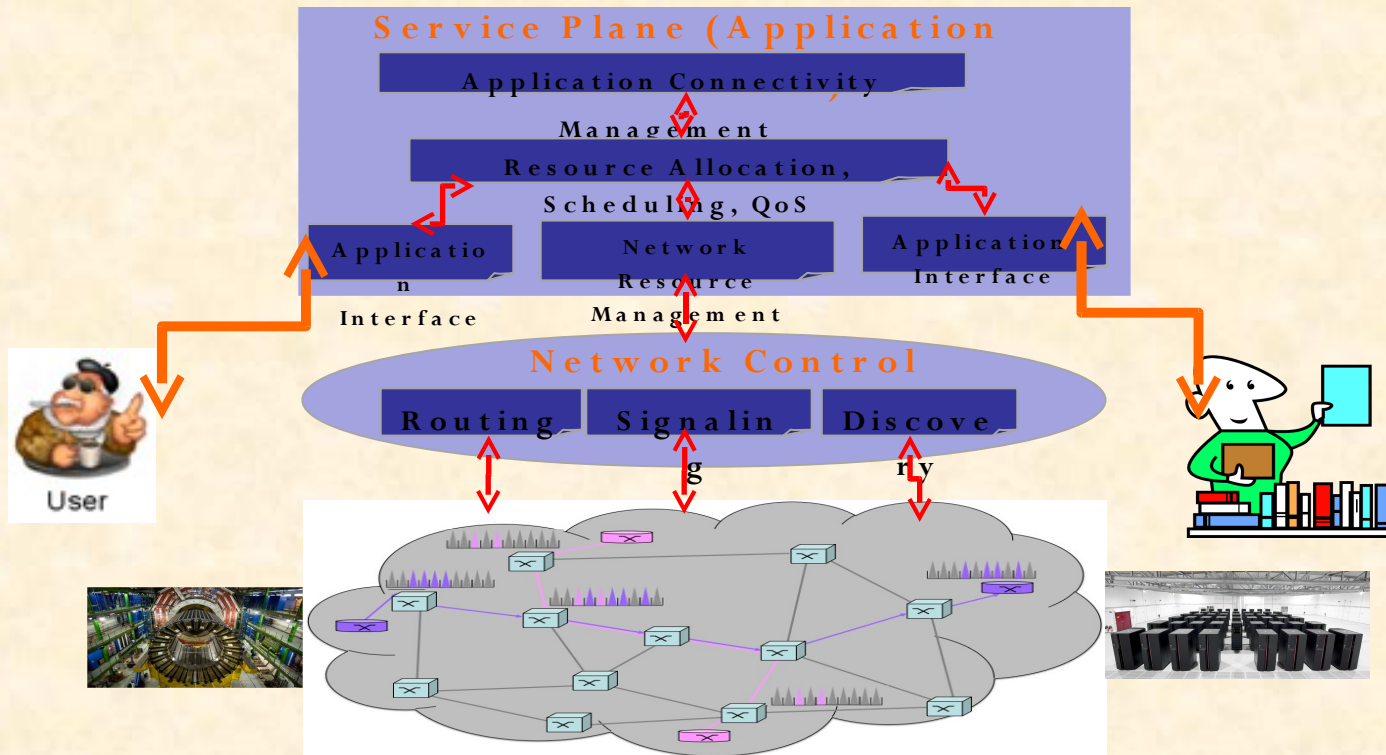 Service Plane (Application
Application Connectivity
Management
Resource Allocation,
Scheduling, QoS
Applicatio
n
Interface
Network
Resource
Management
Application
Interface
Network Control
Routing
Signalin
g
Discove
ry
User